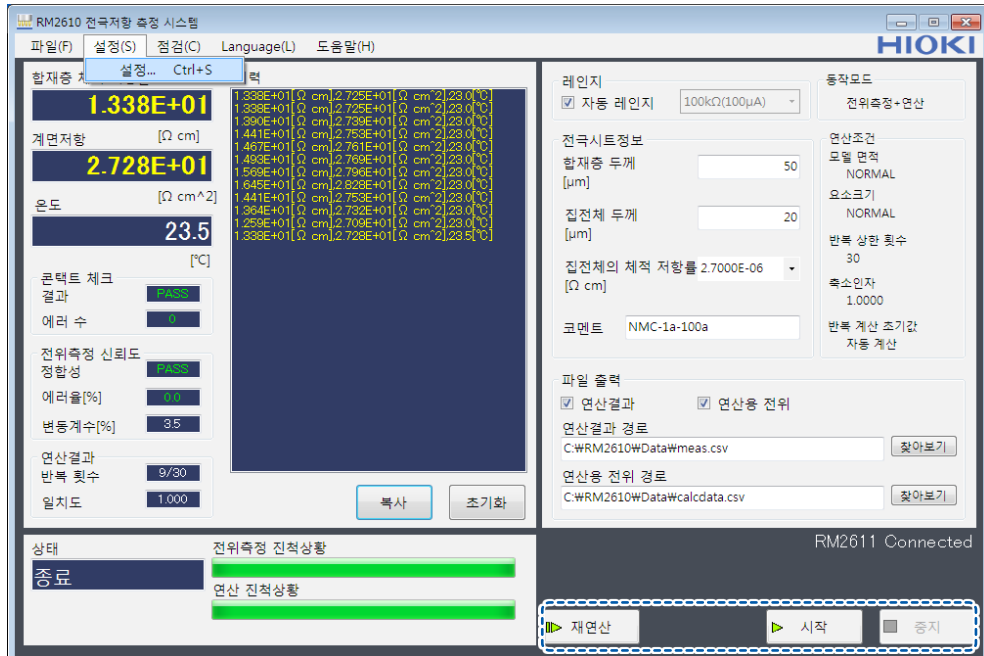 RM2610 전극저항 측정 시스템
파일(F) 설정(S) 점검(C) Language(L) 도움말(H)
HIOKI
설정... Ctrl+S
합재층
1.338E+01
[Ω cm]
계면저항
2.728E+01
[Ω cm^2]
온도
23.5
[℃]
콘택트 체크
결과 PASS
에러 수 0
전위측정 신뢰도
정합성 PASS
에러율[%] 0.0
변동계수[%] 3.5
연산결과
반복 횟수 9/30
일치도 1.000
력
1.338E+01[Ω cm],2.725E+01[Ω cm^2],23.0[℃]
1.338E+01[Ω cm],2.725E+01[Ω cm^2],23.0[℃]
1.390E+01[Ω cm],2.739E+01[Ω cm^2],23.0[℃]
1.441E+01[Ω cm],2.753E+01[Ω cm^2],23.0[℃]
1.467E+01[Ω cm],2.761E+01[Ω cm^2],23.0[℃]
1.493E+01[Ω cm],2.769E+01[Ω cm^2],23.0[℃]
1.569E+01[Ω cm],2.796E+01[Ω cm^2],23.0[℃]
1.645E+01[Ω cm],2.828E+01[Ω cm^2],23.0[℃]
1.441E+01[Ω cm],2.753E+01[Ω cm^2],23.0[℃]
1.364E+01[Ω cm],2.732E+01[Ω cm^2],23.0[℃]
1.259E+01[Ω cm],2.709E+01[Ω cm^2],23.0[℃]
1.338E+01[Ω cm],2.728E+01[Ω cm^2],23.5[℃]
복사 초기화
레인지
자동 레인지 100kΩ(100μA)
전극시트정보
합재층 두께 50
[μm]
집전체 두께 20
[μm]
집전체의 체적 저항률 2.7000E-06
[Ω cm]
코멘트 NMC-1a-100a
동작모드
전위측정+연산
연산조건
모델 면적
NORMAL
요소크기
NORMAL
반복 상한 횟수
30
축소인자
1.0000
반복 계산 초기값
자동 계산
파일 출력
연산결과 연산용 전위
연산결과 경로
C:₩RM2610₩Data₩meas.csv 찾아보기
연산용 전위 경로
C:₩RM2610₩Data₩calcdata.csv 찾아보기
상태
종료
전위측정 진척상황
연산 진척상황
RM2611 Connected
재연산 시작 중지